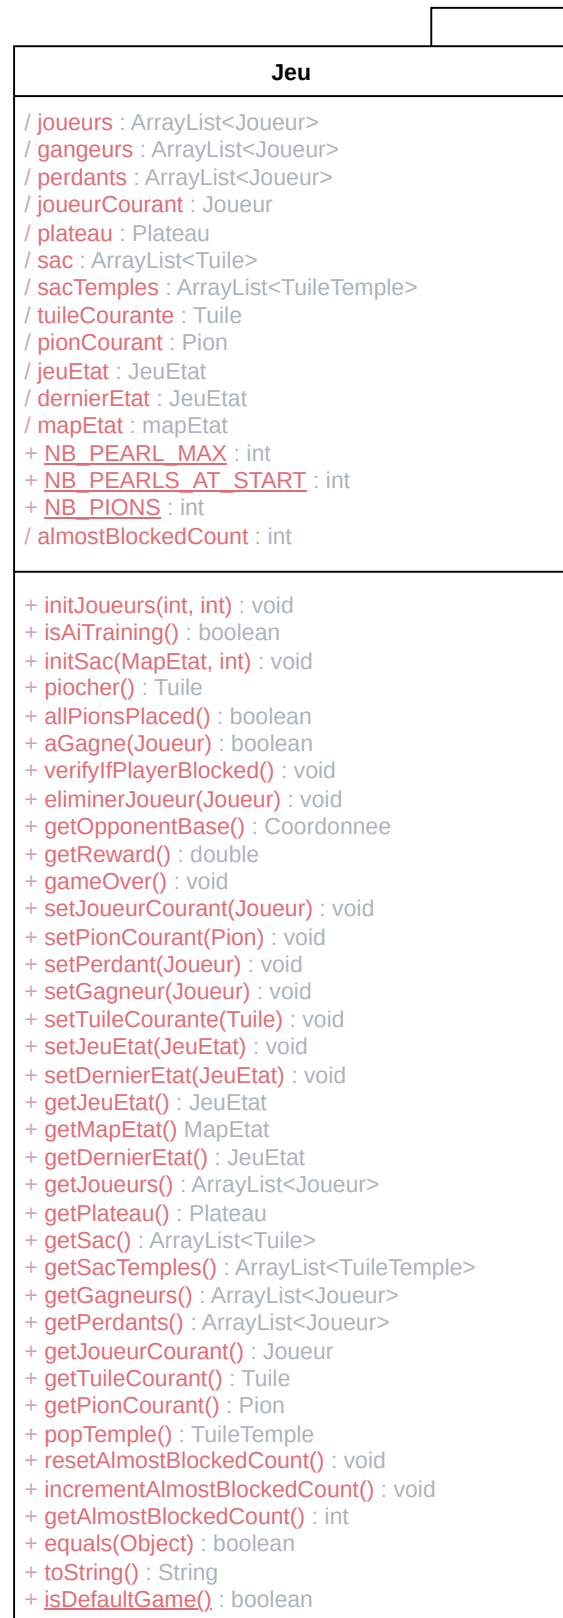 Jeu
/ joueurs : ArrayList<Joueur>
/ gangeurs : ArrayList<Joueur>
/ perdants : ArrayList<Joueur>
/ joueurCourant : Joueur
/ plateau : Plateau
/ sac : ArrayList<Tuile>
/ sacTemples : ArrayList<TuileTemple>
/ tuileCourante : Tuile
/ pionCourant : Pion
/ jeuEtat : JeuEtat
/ dernierEtat : JeuEtat
/ mapEtat : mapEtat
+ NB_PEARL_MAX : int
+ NB_PEARLS_AT_START : int
+ NB_PIONS : int
/ almostBlockedCount : int
+ initJoueurs(int, int) : void
+ isAiTraining() : boolean
+ initSac(MapEtat, int) : void
+ piocher() : Tuile
+ allPionsPlaced() : boolean
+ aGagne(Joueur) : boolean
+ verifyIfPlayerBlocked() : void
+ eliminerJoueur(Joueur) : void
+ getOpponentBase() : Coordonnee
+ getReward() : double
+ gameOver() : void
+ setJoueurCourant(Joueur) : void
+ setPionCourant(Pion) : void
+ setPerdant(Joueur) : void
+ setGagneur(Joueur) : void
+ setTuileCourante(Tuile) : void
+ setJeuEtat(JeuEtat) : void
+ setDernierEtat(JeuEtat) : void
+ getJeuEtat() : JeuEtat
+ getMapEtat() MapEtat
+ getDernierEtat() : JeuEtat
+ getJoueurs() : ArrayList<Joueur>
+ getPlateau() : Plateau
+ getSac() : ArrayList<Tuile>
+ getSacTemples() : ArrayList<TuileTemple>
+ getGagneurs() : ArrayList<Joueur>
+ getPerdants() : ArrayList<Joueur>
+ getJoueurCourant() : Joueur
+ getTuileCourant() : Tuile
+ getPionCourant() : Pion
+ popTemple() : TuileTemple
+ resetAlmostBlockedCount() : void
+ incrementAlmostBlockedCount() : void
+ getAlmostBlockedCount() : int
+ equals(Object) : boolean
+ toString() : String
+ isDefaultGame() : boolean